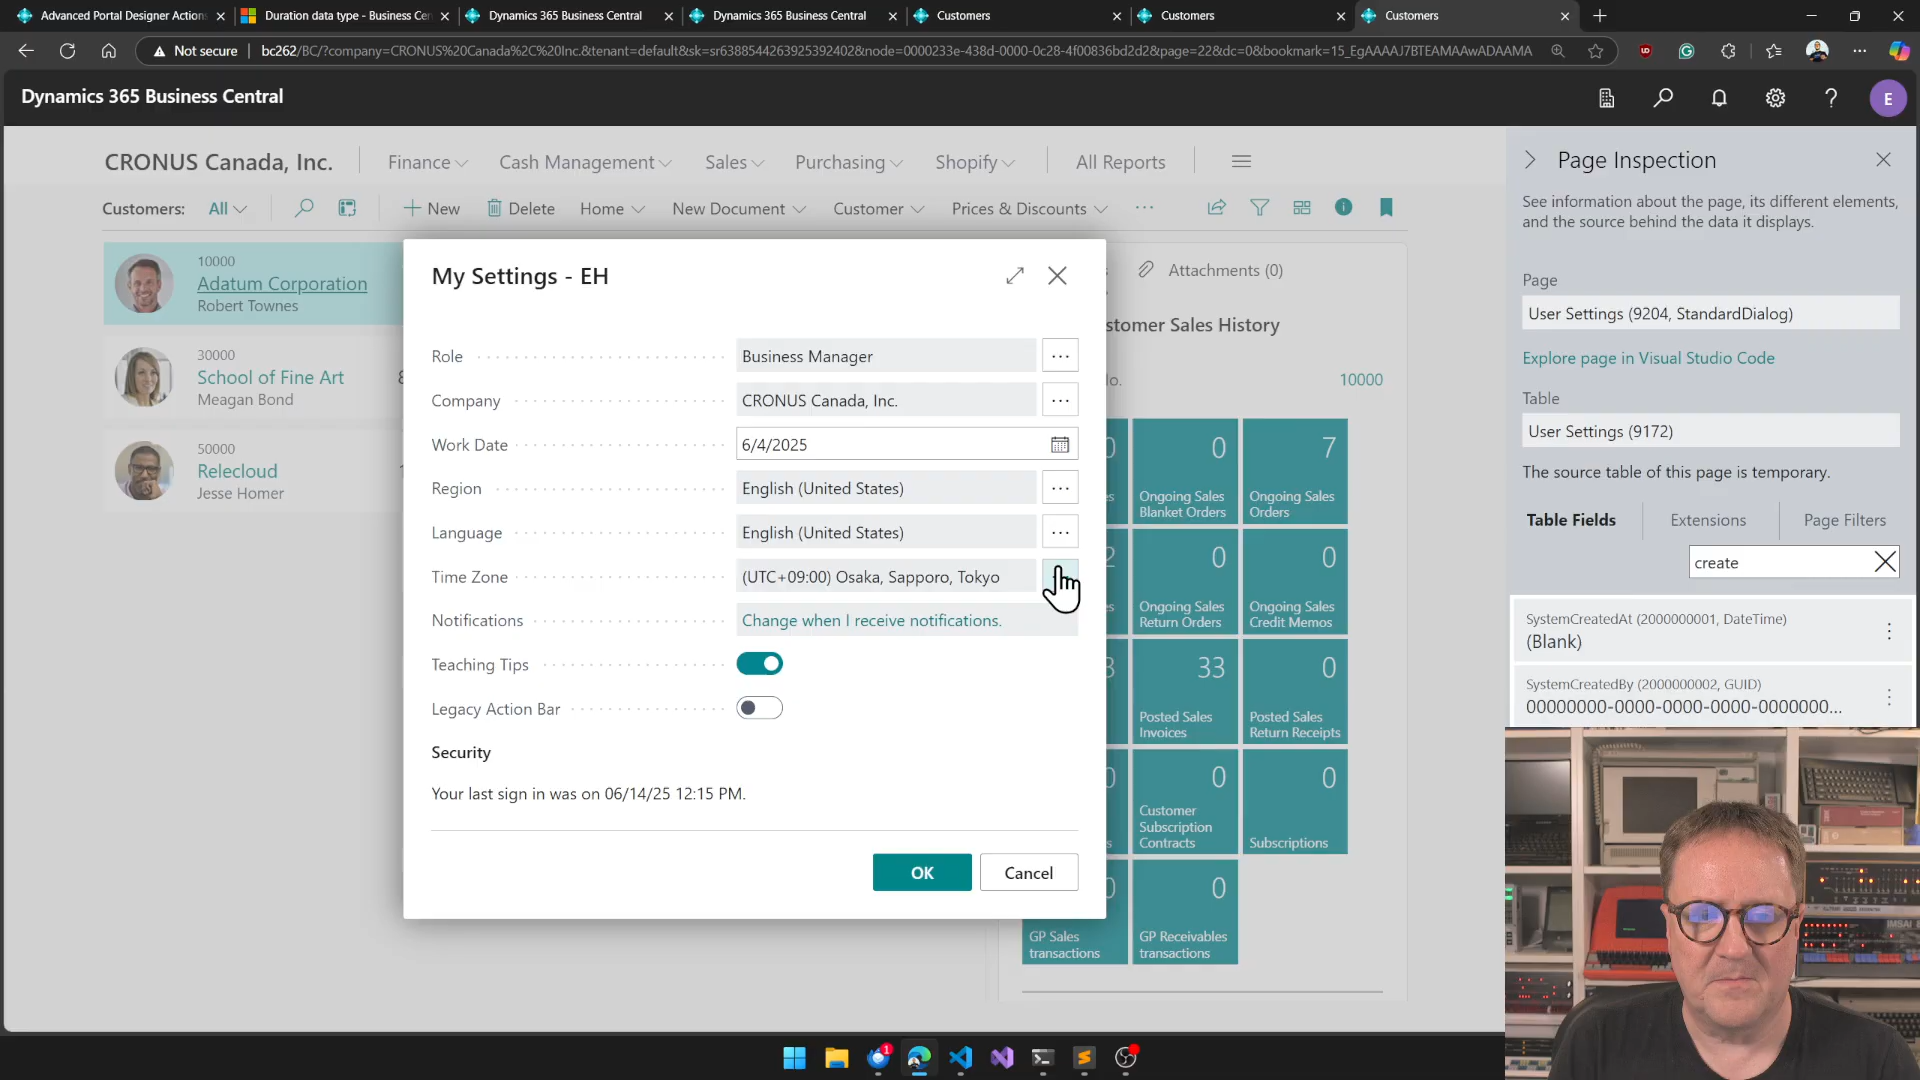 Advanced Portal Designer Action
Duration data type - Business Cen
Dynamics 365 Business Central
Dynamics 365 Business Central
Customers
Customers
Customers
Not secure
bc262/BC/?company=CRONUS%20Canada%2C%20Inc.&tenant=default&sk=sr6388544263925392402&node=0000233e-438d-0000-0c28-4f00836bd2d2&page=22&dc=0&bookmark=15_EgAAAAJ7BTEAMAAwADAAMA
Dynamics 365 Business Central
E
CRONUS Canada, Inc.
Finance
Cash Management
Sales
Purchasing
Shopify
All Reports
Customers:
All
New
Delete
Home
New Document
Customer
Prices & Discounts
10000
Adatum Corporation
Robert Townes
30000
School of Fine Art
Meagan Bond
50000
Relecloud
Jesse Homer
My Settings - EH
Role
Business Manager
Company
CRONUS Canada, Inc.
Work Date
6/4/2025
Region
English (United States)
Language
English (United States)
Time Zone
(UTC+09:00) Osaka, Sapporo, Tokyo
Notifications
Change when I receive notifications.
Teaching Tips
Legacy Action Bar
Security
Your last sign in was on 06/14/25 12:15 PM.
OK
Cancel
Attachments (0)
stomer Sales History
lo.
10000
0
Ongoing Sales
Blanket Orders
7
Ongoing Sales
Orders
0
Ongoing Sales
Return Orders
0
Ongoing Sales
Credit Memos
33
Posted Sales
Invoices
0
Posted Sales
Return Receipts
0
Customer
Subscription
Contracts
0
Subscriptions
GP Sales
transactions
0
GP Receivables
transactions
Page Inspection
See information about the page, its different elements,
and the source behind the data it displays.
Page
User Settings (9204, StandardDialog)
Explore page in Visual Studio Code
Table
User Settings (9172)
The source table of this page is temporary.
Table Fields
Extensions
Page Filters
create
SystemCreatedAt (2000000001, DateTime)
(Blank)
SystemCreatedBy (2000000002, GUID)
00000000-0000-0000-0000-0000000...
1
IMSAI